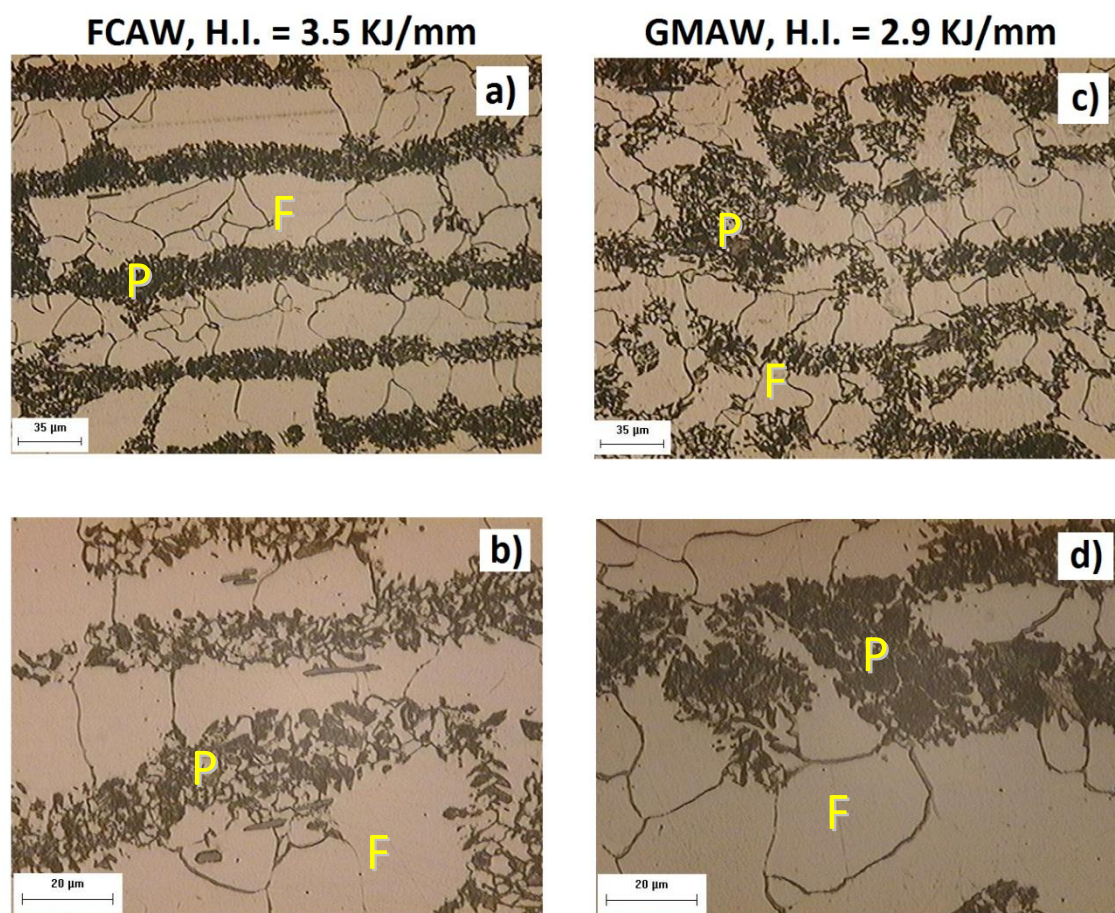 FCAW, H.I. = 3.5 KJ/mm
GMAW, H.I. = 2.9 KJ/mm
a)
F
P
35 µm
c)
P
F
35 µm
b)
P
F
20 µm
d)
P
F
20 µm